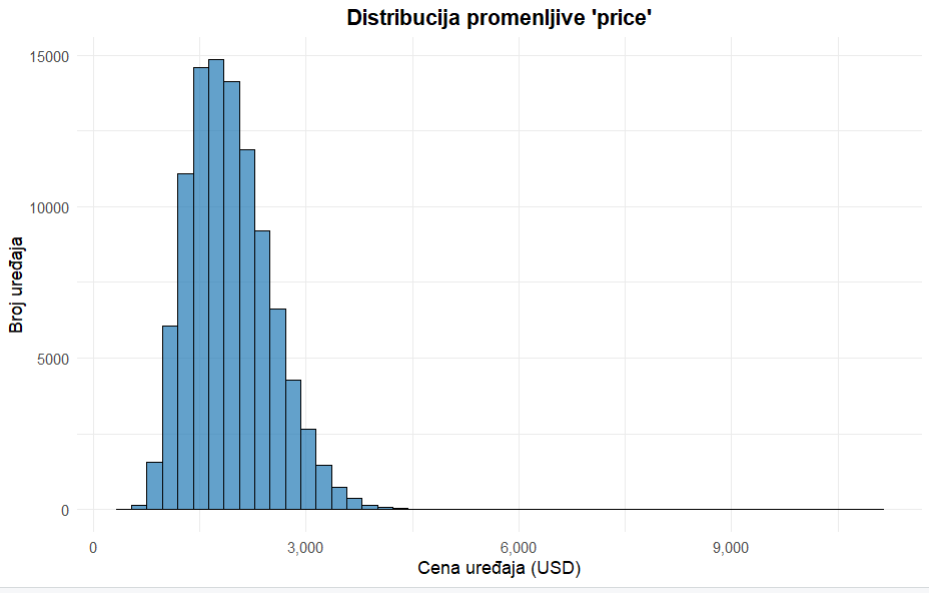 Distribucija promenljive 'price'
15000
10000
5000
0
Broj uređaja
0 3,000 6,000 9,000
Cena uređaja (USD)